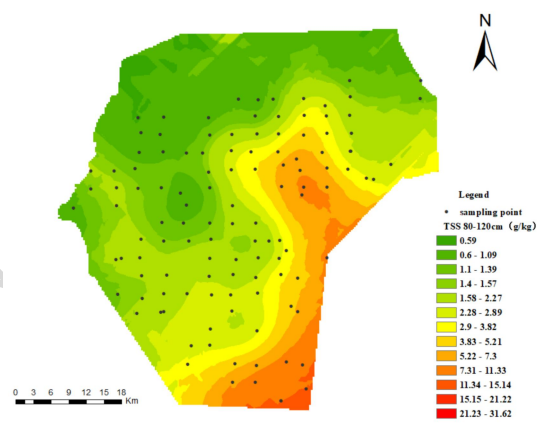 N
Legend
sampling point
TSS 80-120cm（g/kg）
0.59
0.6 - 1.09
1.1 - 1.39
1.4 - 1.57
1.58 - 2.27
2.28 - 2.89
2.9 - 3.82
3.83 - 5.21
5.22 - 7.3
7.31 - 11.33
11.34 - 15.14
15.15 - 21.22
21.23 - 31.62
0 3 6 9 12 15 18
Km